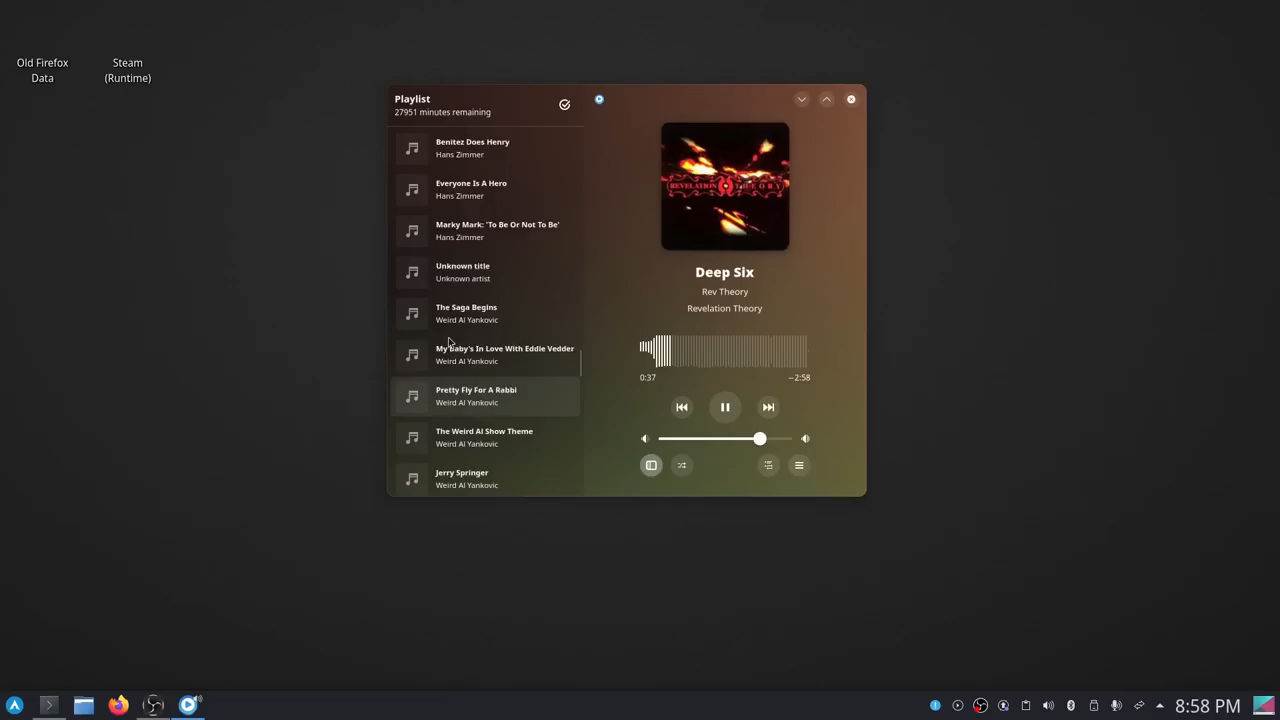 Old Firefox
Data
Steam
(Runtime)
Playlist
27951 minutes remaining
Benitez Does Henry
Hans Zimmer
Everyone Is A Hero
Hans Zimmer
Marky Mark: 'To Be Or Not To Be'
Hans Zimmer
Unknown title
Unknown artist
The Saga Begins
Weird Al Yankovic
My Baby's In Love With Eddie Vedder
Weird Al Yankovic
Pretty Fly For A Rabbi
Weird Al Yankovic
The Weird Al Show Theme
Weird Al Yankovic
Jerry Springer
Weird Al Yankovic
REVELATION THEORY
Deep Six
Rev Theory
Revelation Theory
0:37
−2:58
8:58 PM